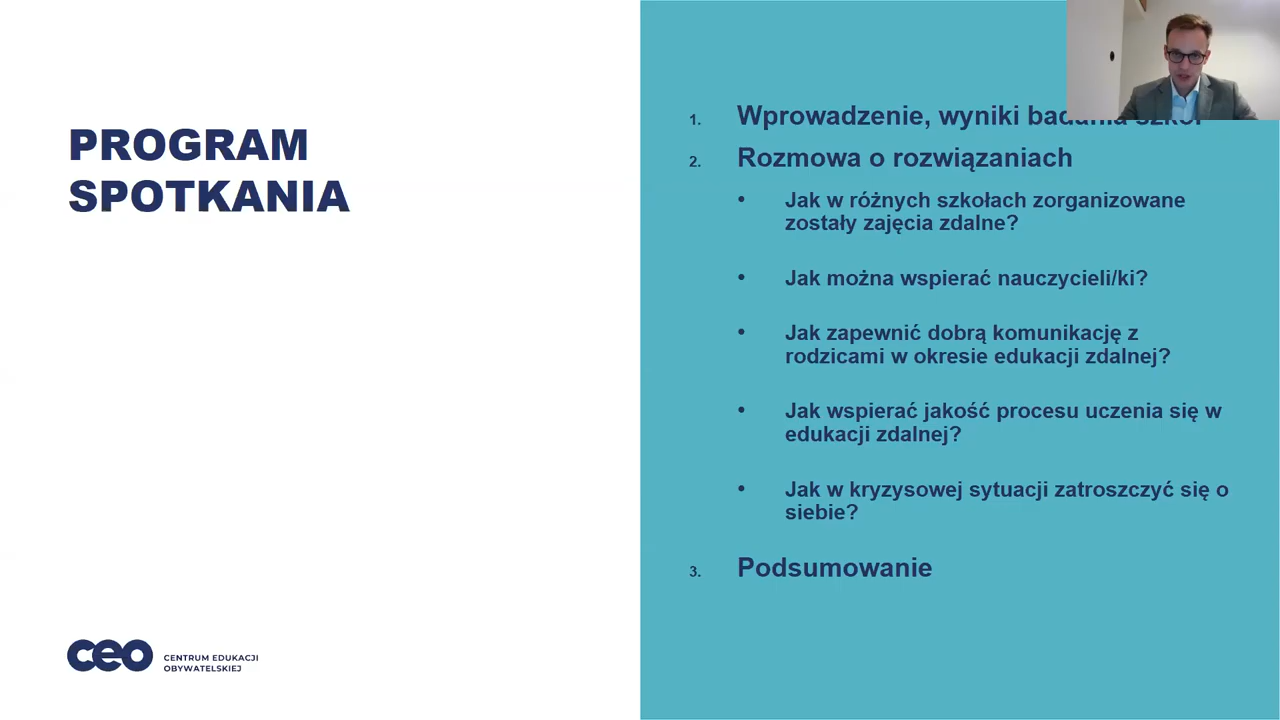 PROGRAM
SPOTKANIA
1. Wprowadzenie, wyniki badania szkół
2. Rozmowa o rozwiązaniach
• Jak w różnych szkołach zorganizowane
zostały zajęcia zdalne?
• Jak można wspierać nauczycieli/ki?
• Jak zapewnić dobrą komunikację z
rodzicami w okresie edukacji zdalnej?
• Jak wspierać jakość procesu uczenia się w
edukacji zdalnej?
• Jak w kryzysowej sytuacji zatroszczyć się o
siebie?
3. Podsumowanie
ceo CENTRUM EDUKACJI
OBYWATELSKIEJ